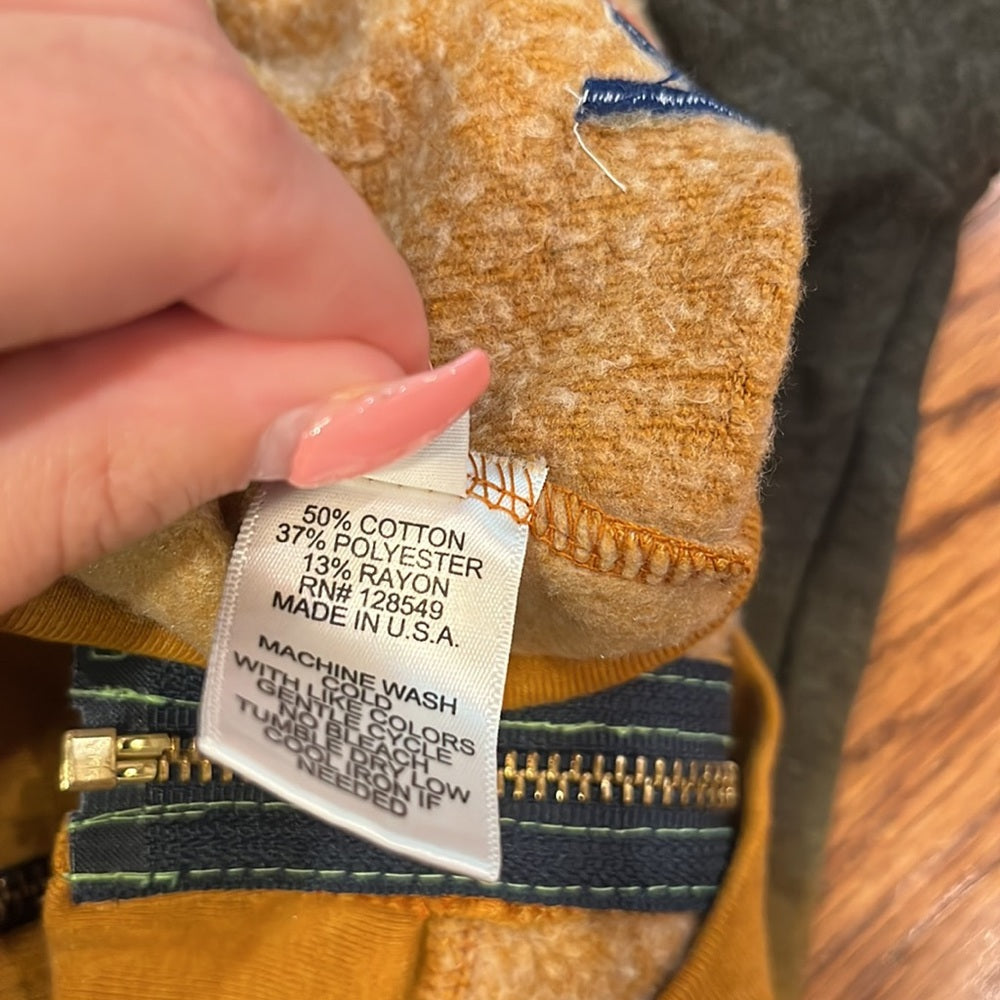 50% COTTON
37% POLYESTER
13% RAYON
RN# 128549
MADE IN U.S.A.
MACHINE WASH
COLD
WITH LIKE COLORS
GENTLE CYCLE
NO BLEACH
TUMBLE DRY LOW
COOL IRON IF
NEEDED